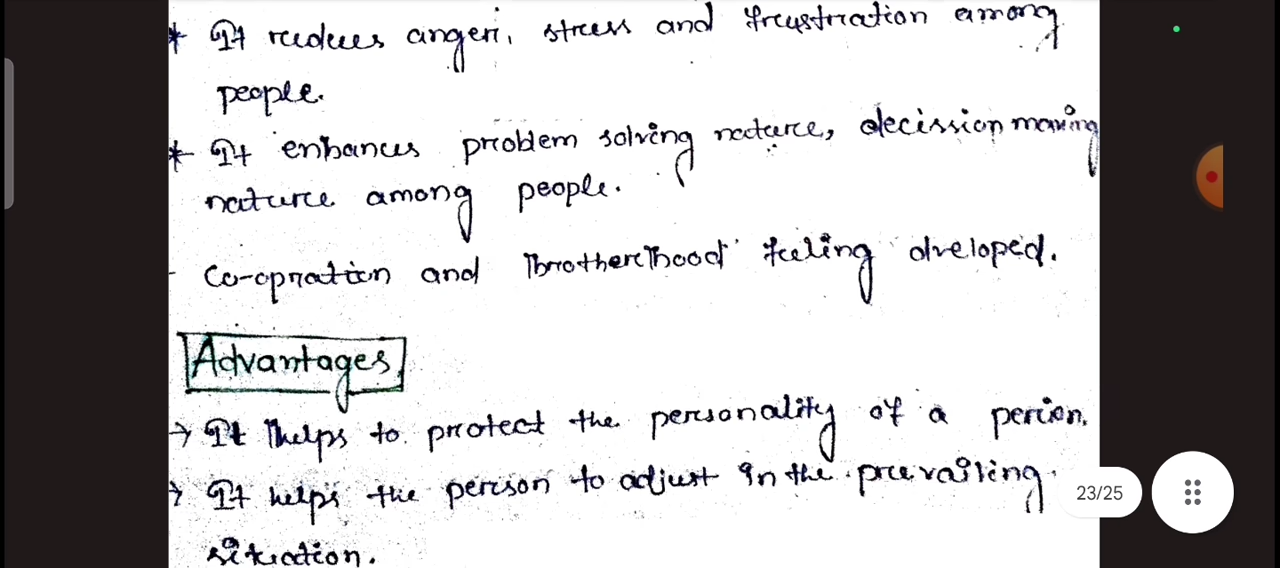 * It reduces anger, stress and frustration among
people.
* It enhances problem solving nature, decission making
nature among people.
- Co-opration and brotherhood feeling dveloped.
Advantages
→ It helps to protect the personality of a person.
→ It helps the person to adjust in the prevailing
situation.
23/25